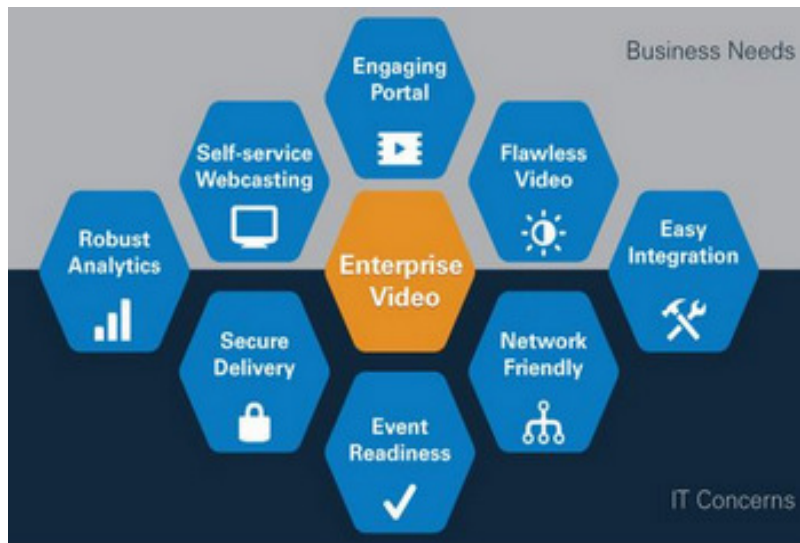 Business Needs
Engaging
Portal
Self-service
Webcasting
Flawless
Video
Robust
Analytics
Enterprise
Video
Easy
Integration
Secure
Delivery
Network
Friendly
Event
Readiness
IT Concerns